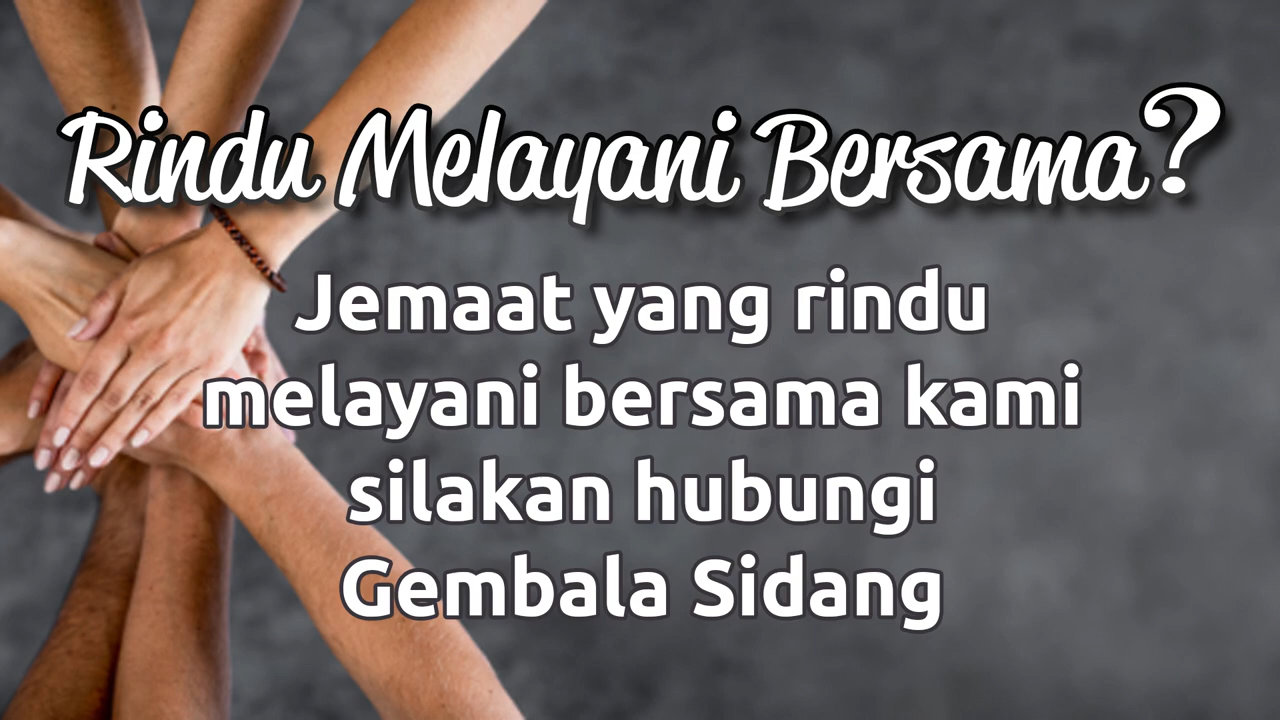 Rindu Melayani Bersama?
Jemaat yang rindu
melayani bersama kami
silakan hubungi
Gembala Sidang